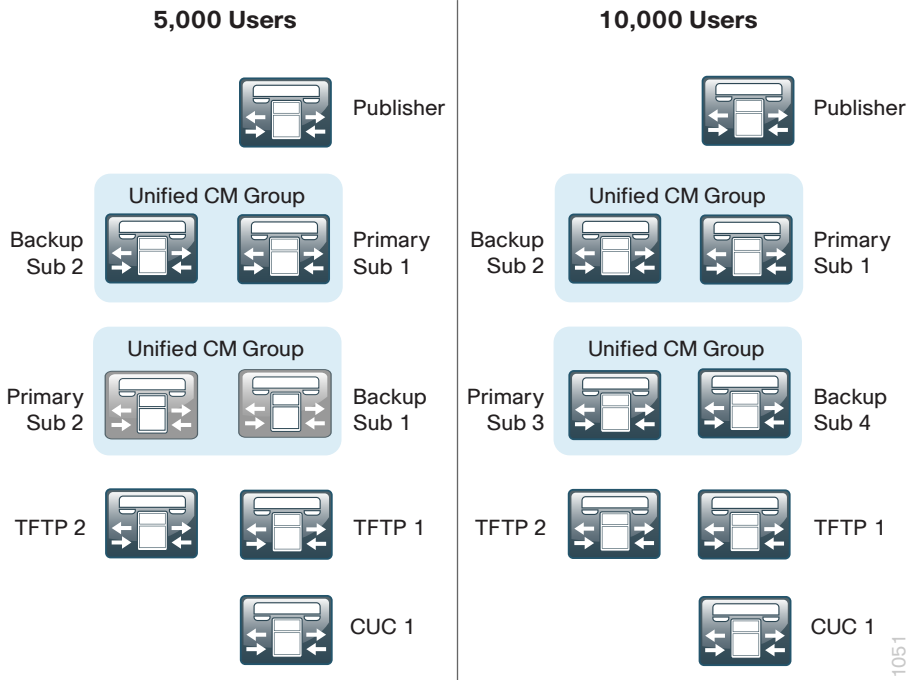 5,000 Users
Publisher
Unified CM Group
Backup
Sub 2
Primary
Sub 1
Unified CM Group
Primary
Sub 2
Backup
Sub 1
TFTP 2
TFTP 1
CUC 1
10,000 Users
Publisher
Unified CM Group
Backup
Sub 2
Primary
Sub 1
Unified CM Group
Primary
Sub 3
Backup
Sub 4
TFTP 2
TFTP 1
CUC 1
1051